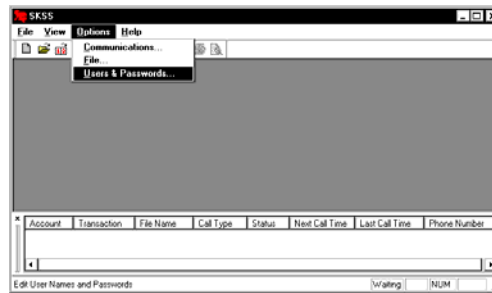 SKSS
File View Options Help
Communications...
File...
Users & Passwords...
Account Transaction File Name Call Type Status Next Call Time Last Call Time Phone Number
Edit User Names and Passwords Waiting NUM